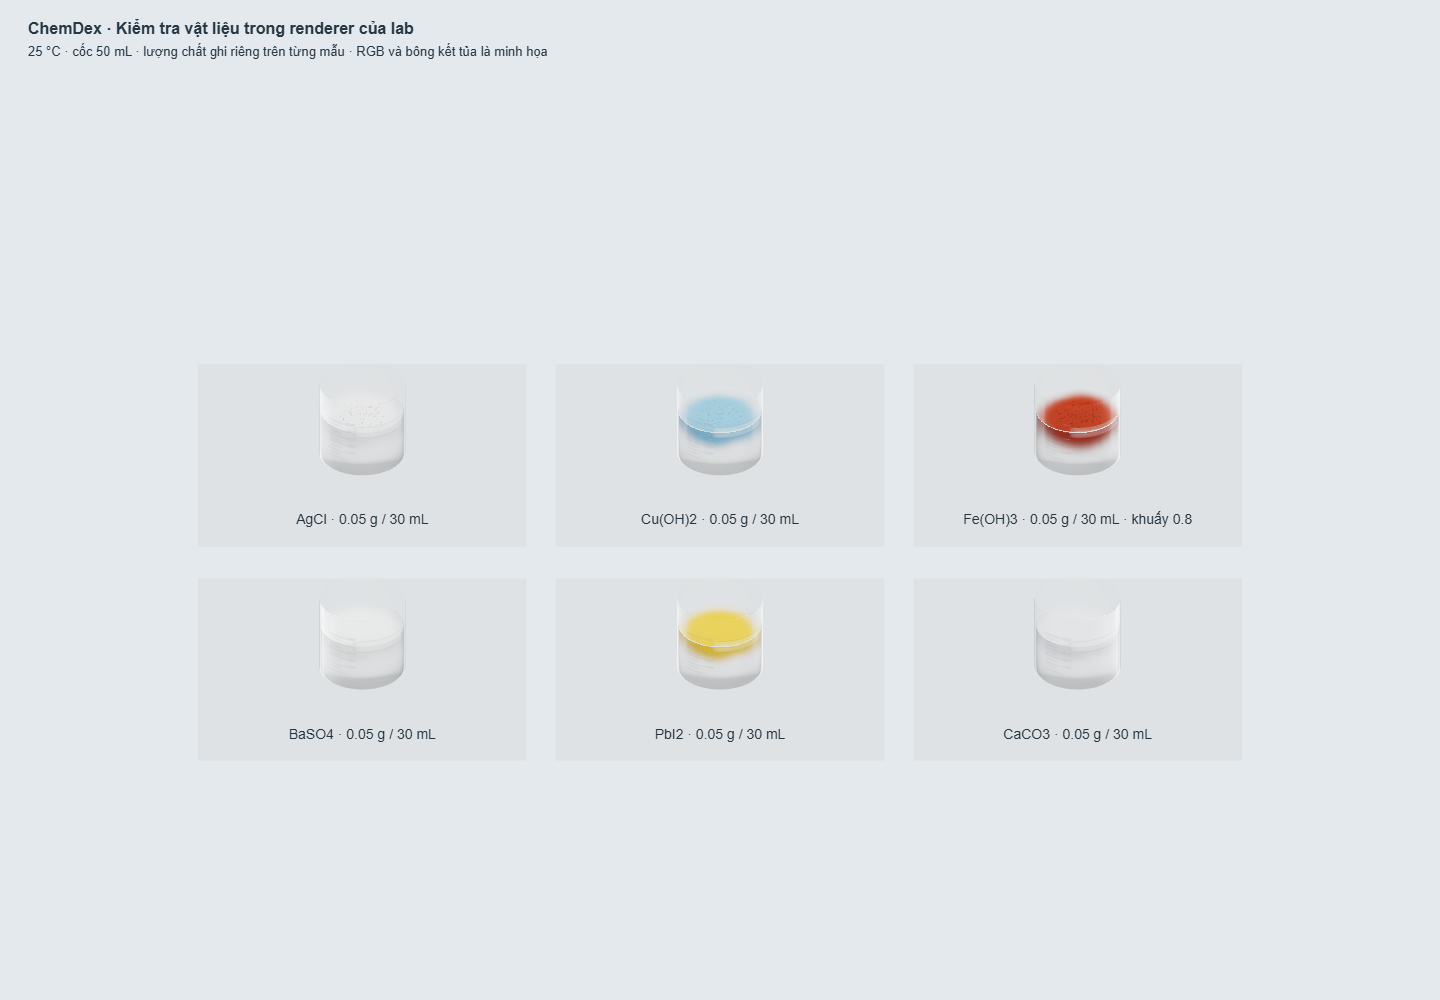 ChemDex · Kiểm tra vật liệu trong renderer của lab
25 °C · cốc 50 mL · lượng chất ghi riêng trên từng mẫu · RGB và bông kết tủa là minh họa
AgCl · 0.05 g / 30 mL
Cu(OH)2 · 0.05 g / 30 mL
Fe(OH)3 · 0.05 g / 30 mL · khuấy 0.8
BaSO4 · 0.05 g / 30 mL
PbI2 · 0.05 g / 30 mL
CaCO3 · 0.05 g / 30 mL